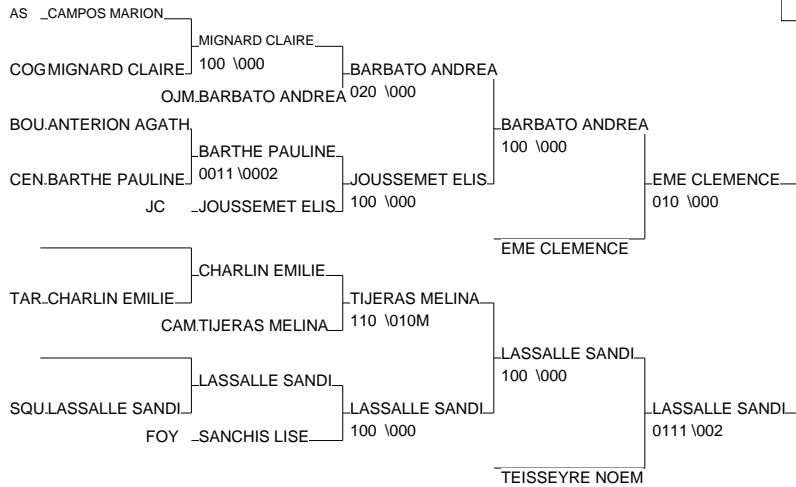 AS CAMPOS MARION
MIGNARD CLAIRE
COG MIGNARD CLAIRE 100 \000 BARBATO ANDREA
OJM BARBATO ANDREA 020 \000
BOU. ANTERION AGATH BARBATO ANDREA
BARTHE PAULINE 100 \000
CEN. BARTHE PAULINE 0011 \0002 JOUSSEMET ELIS EME CLEMENCE
JC JOUSSEMET ELIS 100 \000 010 \000
EME CLEMENCE
CHARLIN EMILIE
TAR CHARLIN EMILIE TIJERAS MELINA
CAM. TIJERAS MELINA 110 \010M
LASSALLE SANDI
LASSALLE SANDI 100 \000
SQU. LASSALLE SANDI LASSALLE SANDI LASSALLE SANDI
FOY SANCHIS LISE 100 \000 0111 \002
TEISSEYRE NOEM